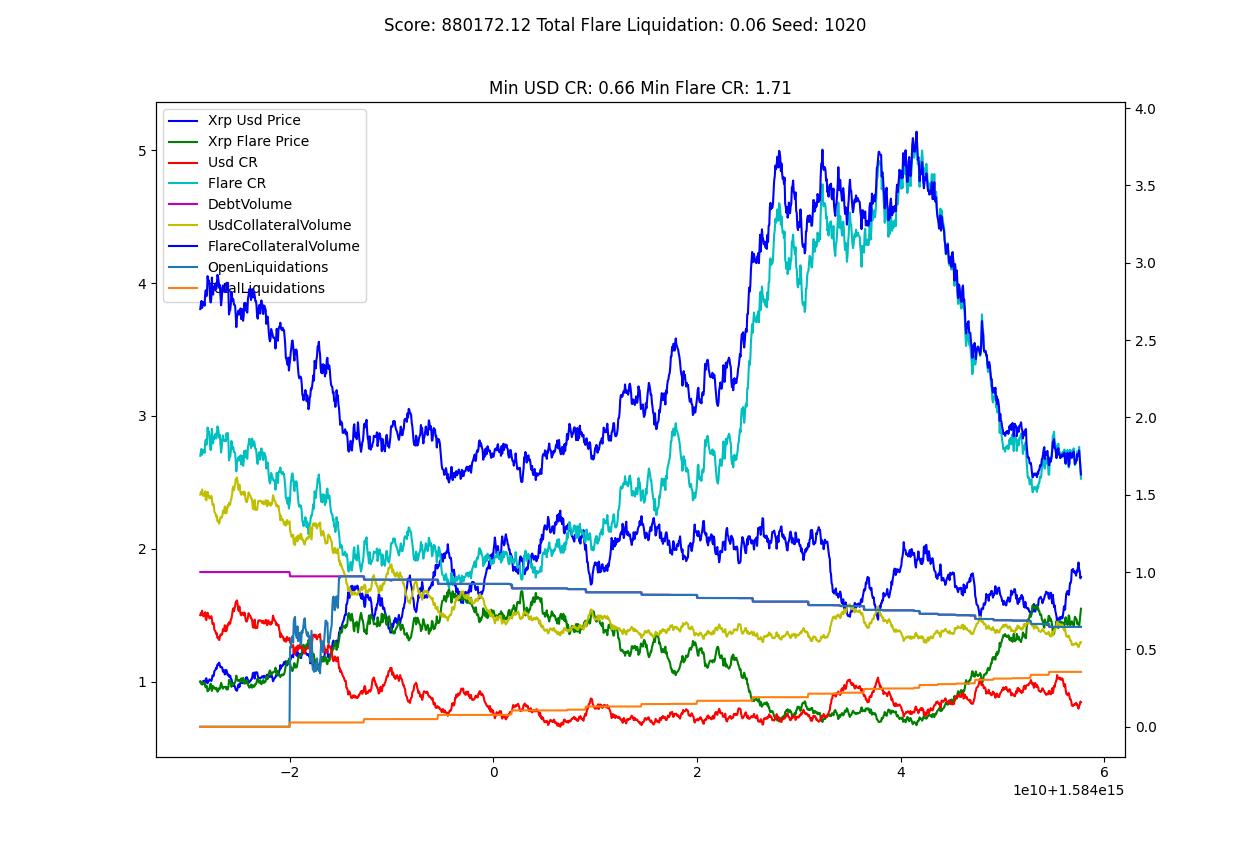 Score: 880172.12 Total Flare Liquidation: 0.06 Seed: 1020
Min USD CR: 0.66 Min Flare CR: 1.71
Xrp Usd Price
Xrp Flare Price
Usd CR
Flare CR
DebtVolume
UsdCollateralVolume
FlareCollateralVolume
OpenLiquidations
TotalLiquidations
5
4
3
2
1
4.0
3.5
3.0
2.5
2.0
1.5
1.0
0.5
0.0
−2
0
2
4
6
1e10+1.584e15